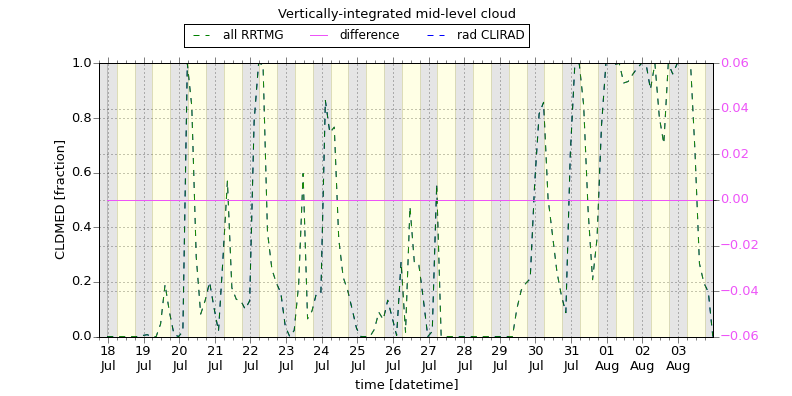 Vertically-integrated mid-level cloud
all RRTMG difference rad CLIRAD
CLDMED [fraction]
1.0
0.8
0.6
0.4
0.2
0.0
0.06
0.04
0.02
0.00
−0.02
−0.04
−0.06
18 19 20 21 22 23 24 25 26 27 28 29 30 31 01 02 03
Jul Jul Jul Jul Jul Jul Jul Jul Jul Jul Jul Jul Jul Jul Aug Aug Aug
time [datetime]